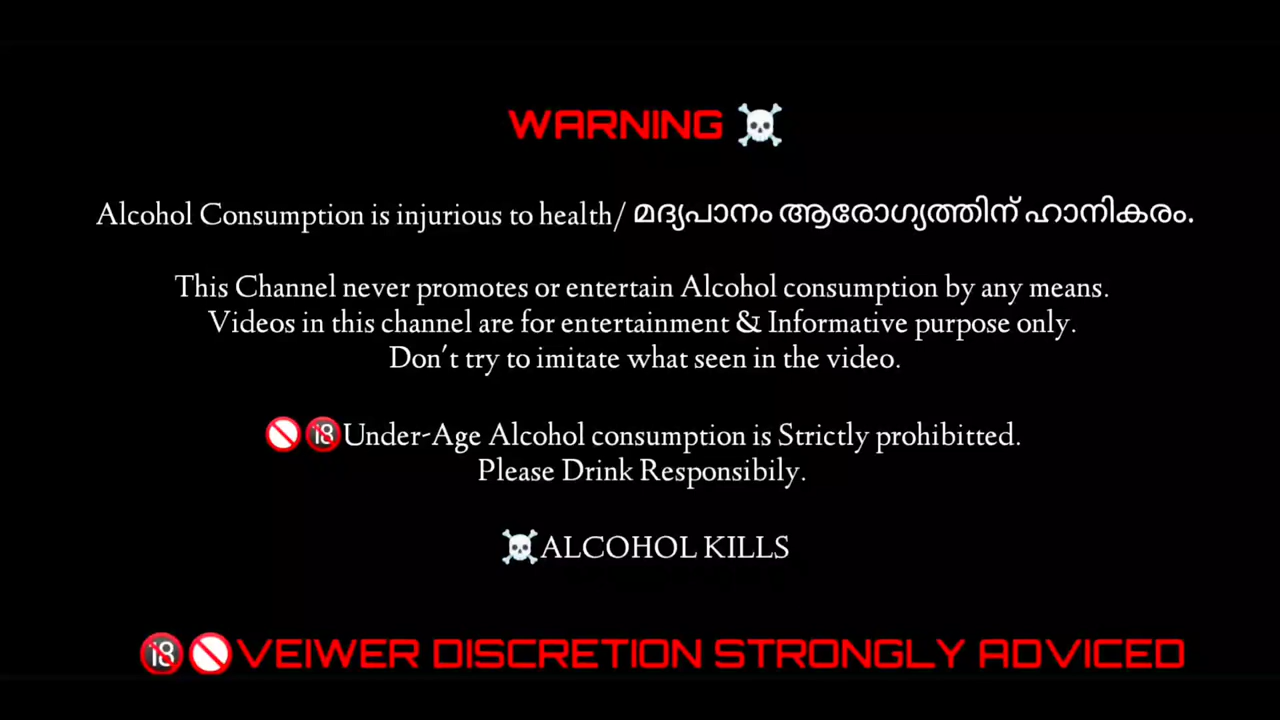 WARNING ☠️
Alcohol Consumption is injurious to health/ മദ്യപാനം ആരോഗ്യത്തിന് ഹാനികരം.
This Channel never promotes or entertain Alcohol consumption by any means.
Videos in this channel are for entertainment & Informative purpose only.
Don't try to imitate what seen in the video.
🚫🔞Under-Age Alcohol consumption is Strictly prohibitted.
Please Drink Responsibily.
☠️ALCOHOL KILLS
🔞🚫VEIWER DISCRETION STRONGLY ADVICED